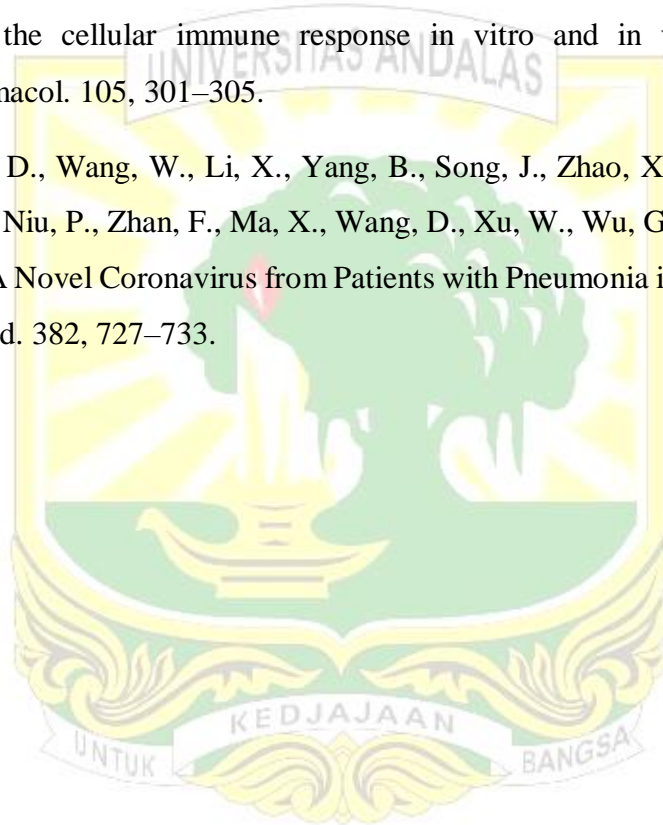 the cellular immune response in vitro and in
UNIVERSITAS ANDALAS
macol. 105, 301–305.
D., Wang, W., Li, X., Yang, B., Song, J., Zhao, X
Niu, P., Zhan, F., Ma, X., Wang, D., Xu, W., Wu, G
A Novel Coronavirus from Patients with Pneumonia i
d. 382, 727–733.
KEDJAJAAN
UNTUK BANGSA